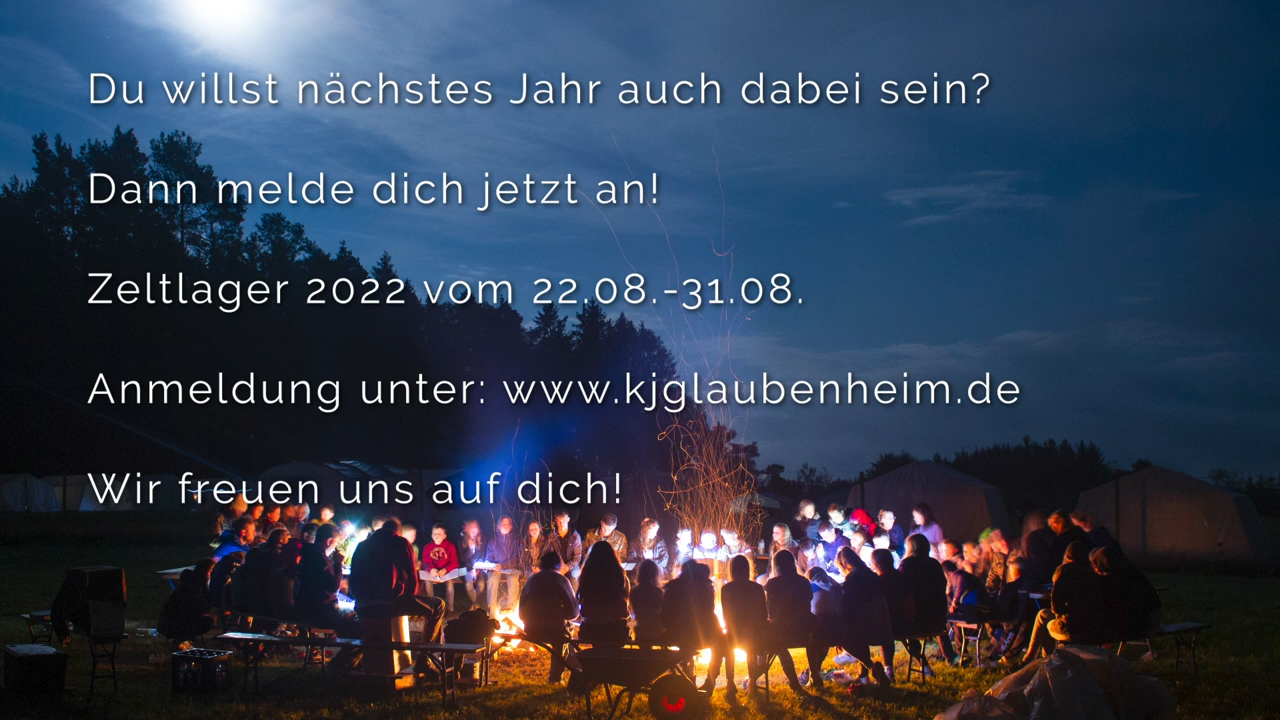 Du willst nächstes Jahr auch dabei sein?
Dann melde dich jetzt an!
Zeltlager 2022 vom 22.08.-31.08.
Anmeldung unter: www.kjglaubenheim.de
Wir freuen uns auf dich!